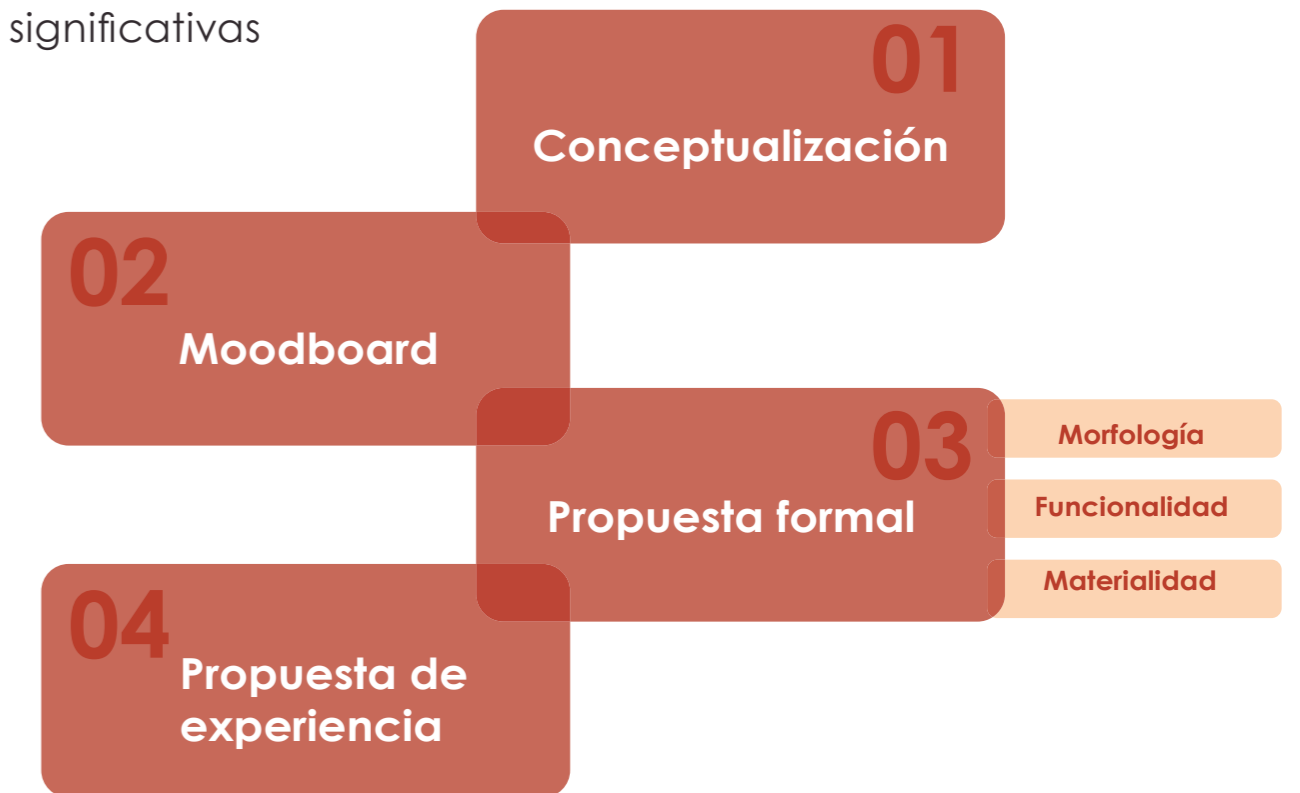 significativas
01
Conceptualización
02
Moodboard
03
Propuesta formal
Morfología
Funcionalidad
Materialidad
04
Propuesta de
experiencia